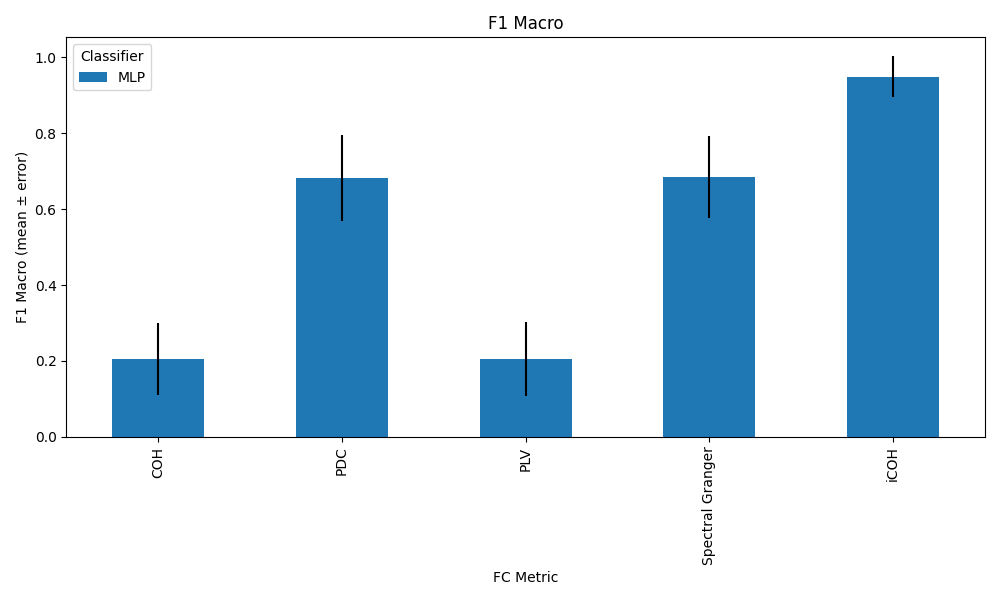 F1 Macro
Classifier
MLP
F1 Macro (mean ± error)
1.0
0.8
0.6
0.4
0.2
0.0
COH
PDC
PLV
Spectral Granger
iCOH
FC Metric